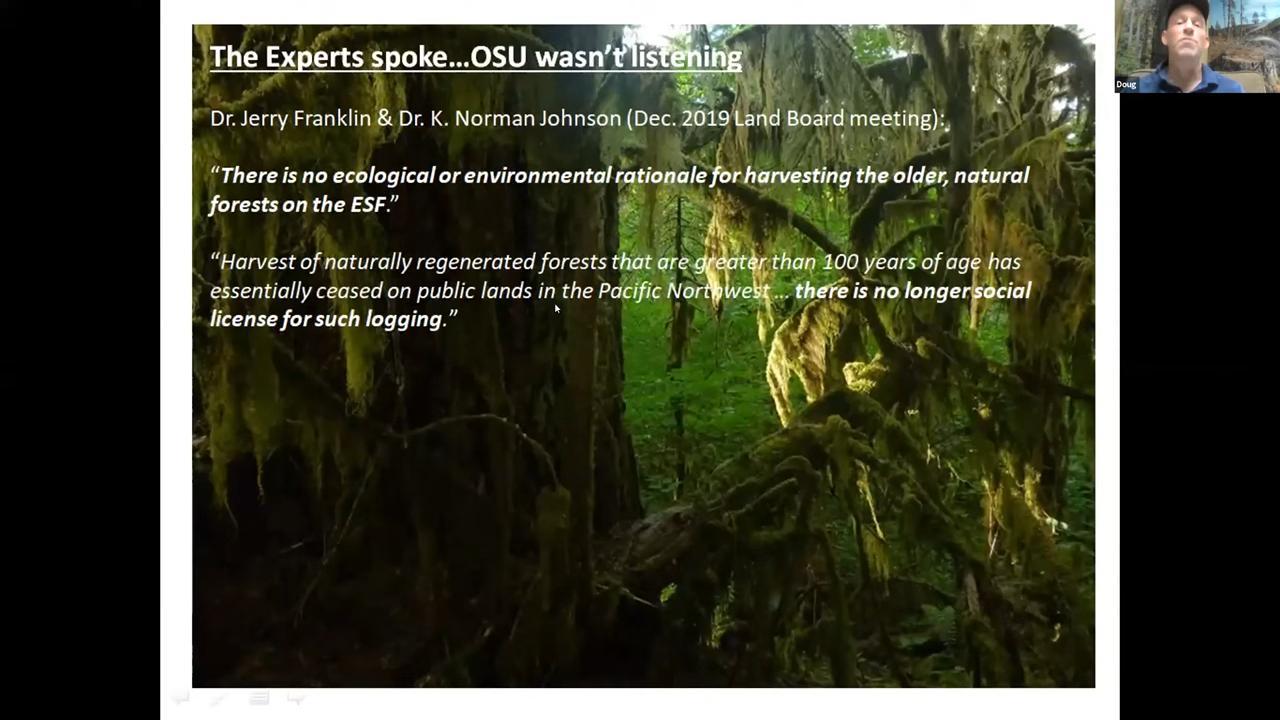 The Experts spoke…OSU wasn't listening
Dr. Jerry Franklin & Dr. K. Norman Johnson (Dec. 2019 Land Board meeting):
“There is no ecological or environmental rationale for harvesting the older, natural
forests on the ESF.”
“Harvest of naturally regenerated forests that are greater than 100 years of age has
essentially ceased on public lands in the Pacific Northwest … there is no longer social
license for such logging.”
Doug